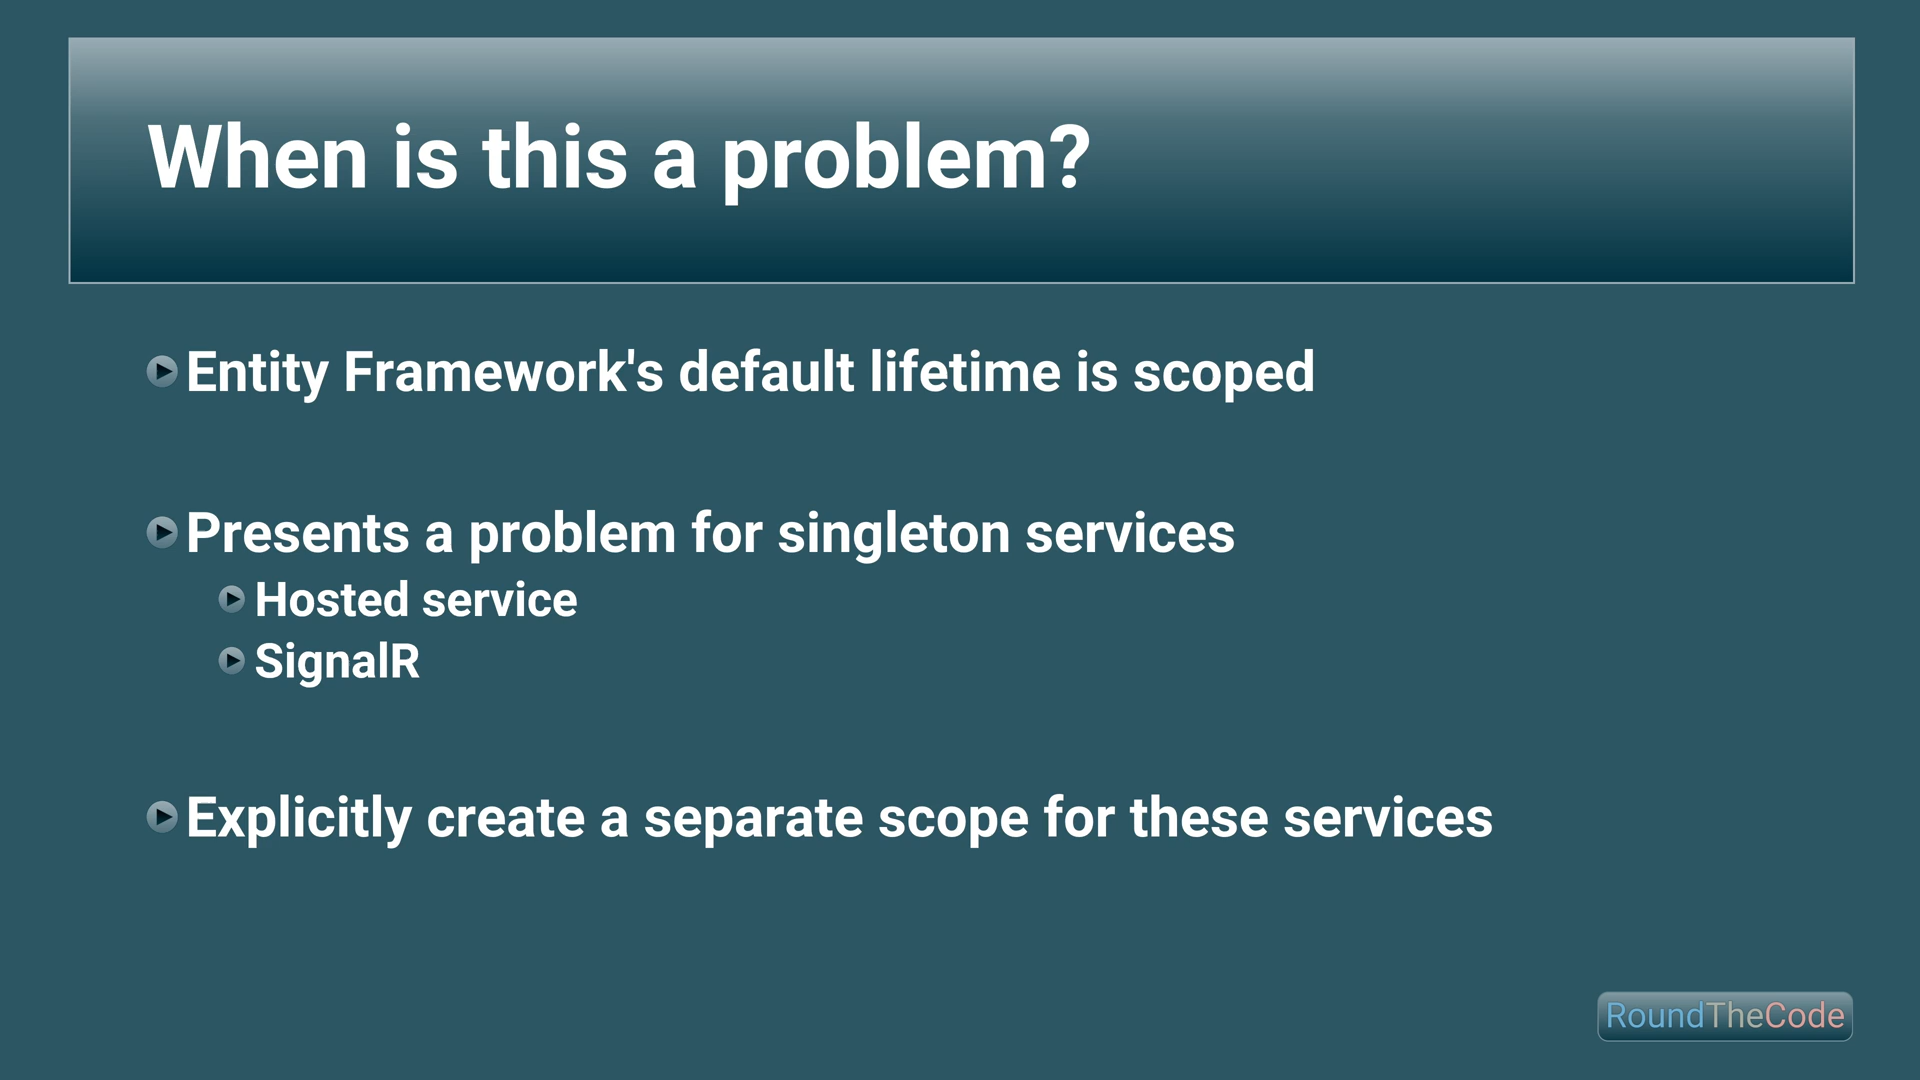 When is this a problem?
Entity Framework's default lifetime is scoped
Presents a problem for singleton services
Hosted service
SignalR
Explicitly create a separate scope for these services
RoundTheCode